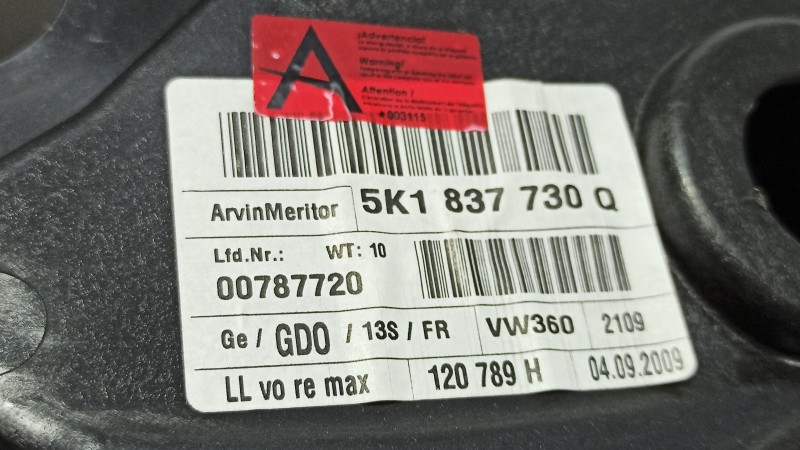 A
¡Advertencia!
Warning!
Attention !
*003115
ArvinMeritor
5K1 837 730 Q
Lfd.Nr.: WT: 10
00787720
Ge / GDO / 13S / FR VW360 2109
LL vo re max 120 789 H 04.09.2009